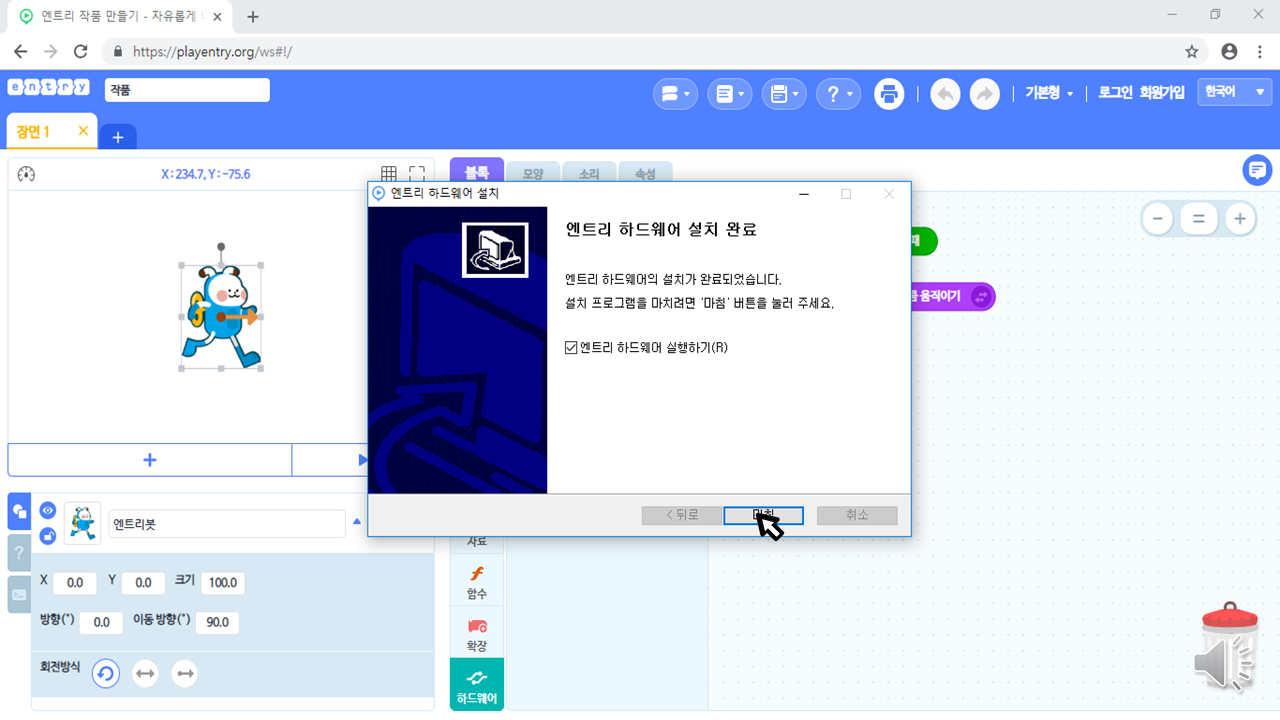 엔트리 작품 만들기 - 자유롭게
https://playentry.org/ws#!/
entry
작품
기본형
로그인 회원가입
한국어
장면 1
X:234.7, Y:-75.6
블록 모양 소리 속성
엔트리 하드웨어 설치
엔트리 하드웨어 설치 완료
엔트리 하드웨어의 설치가 완료되었습니다.
설치 프로그램을 마치려면 '마침' 버튼을 눌러 주세요.
엔트리 하드웨어 실행하기(R)
< 뒤로
취소
움직이기
엔트리봇
X 0.0 Y 0.0 크기 100.0
방향(°) 0.0 이동 방향(°) 90.0
회전방식
자료
함수
확장
하드웨어